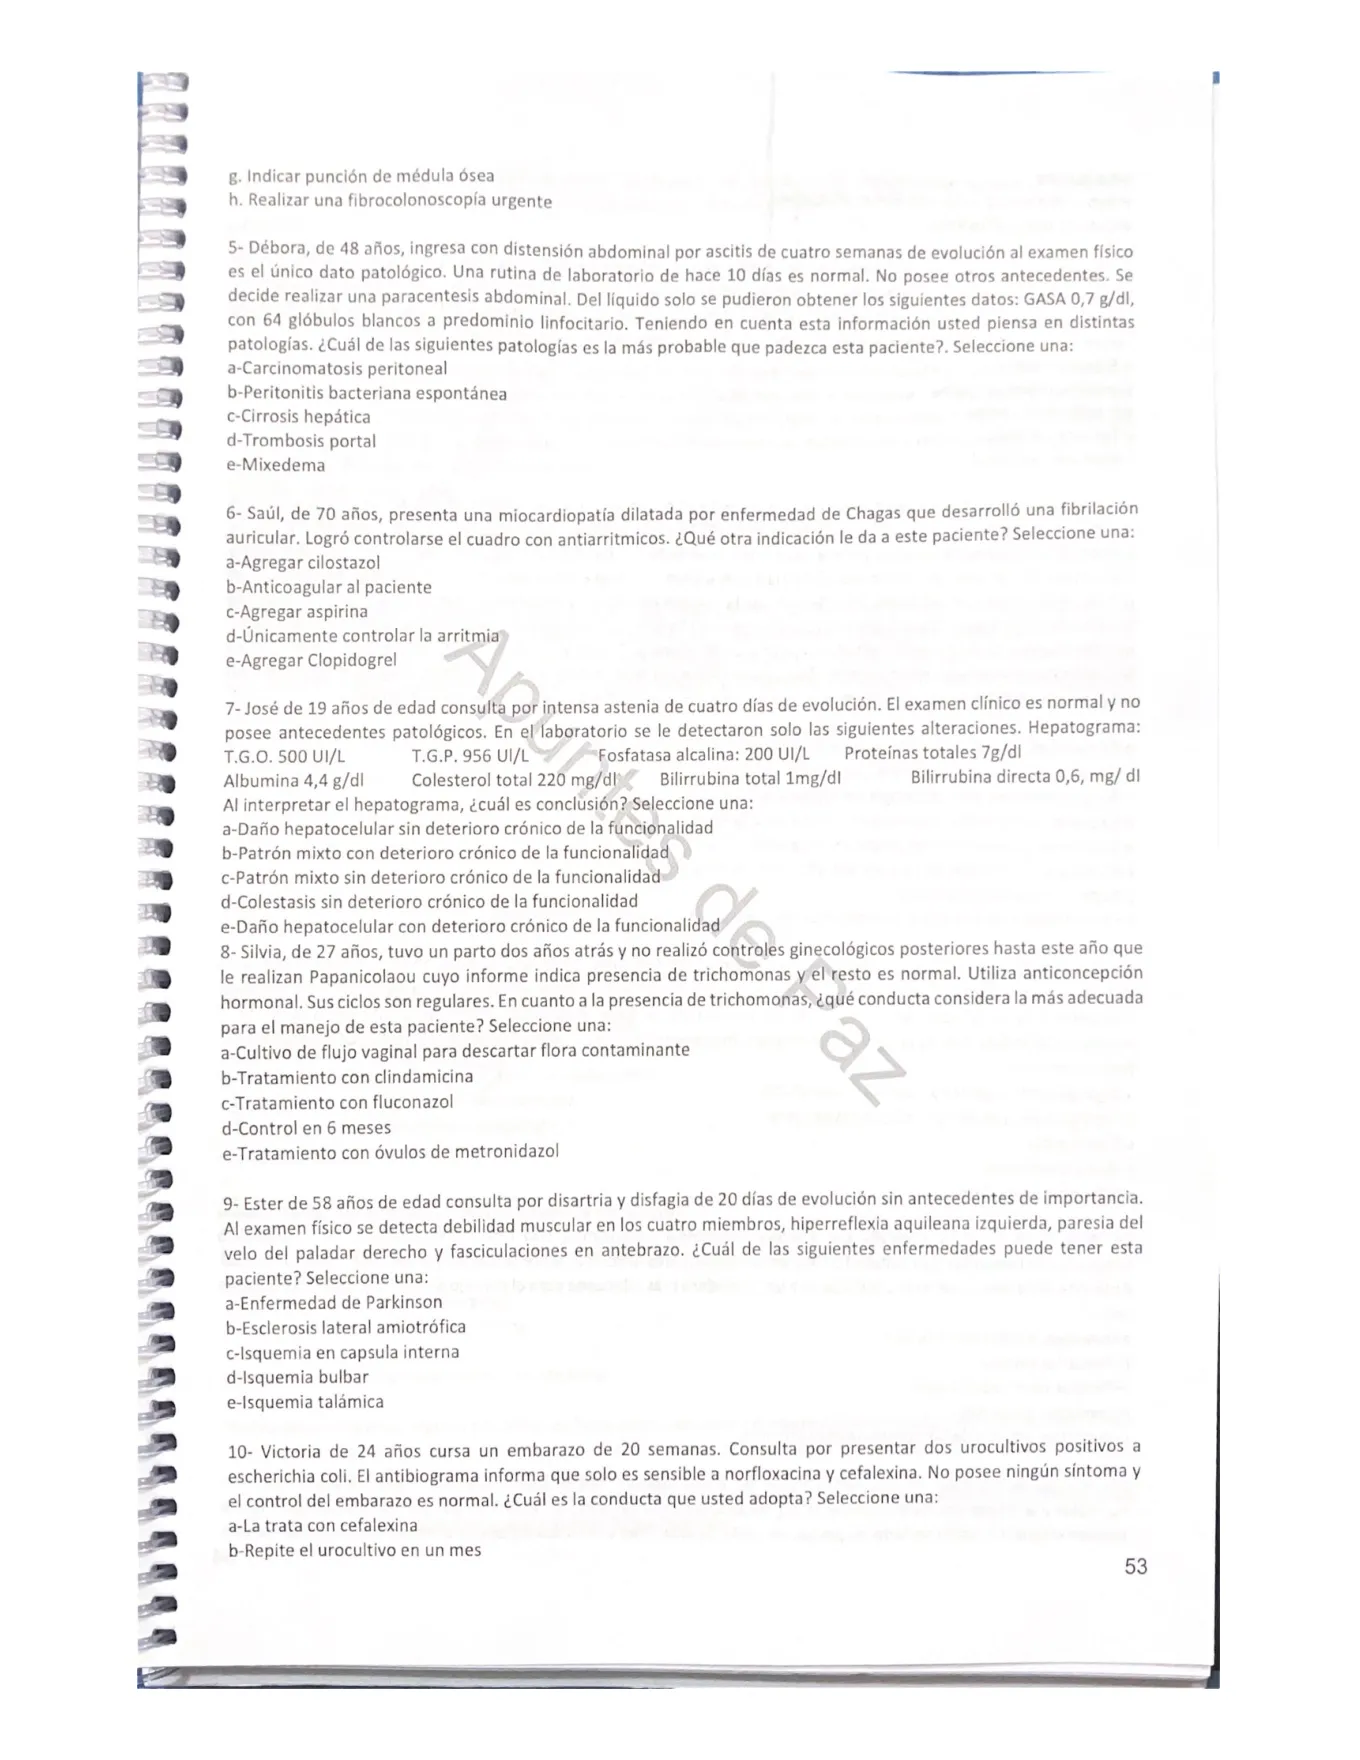 g. Indicar punción de médula ósea
h. Realizar una fibrocolonoscopía urgente
5- Débora, de 48 años, ingresa con distensión abdominal por ascitis de cuatro semanas de evolución al examen físico
es el único dato patológico. Una rutina de laboratorio de hace 10 días es normal. No posee otros antecedentes. Se
decide realizar una paracentesis abdominal. Del líquido solo se pudieron obtener los siguientes datos: GASA 0,7 g/dl,
con 64 glóbulos blancos a predominio linfocitario. Teniendo en cuenta esta información usted piensa en distintas
patologías. ¿Cuál de las siguientes patologías es la más probable que padezca esta paciente?. Seleccione una:
a-Carcinomatosis peritoneal
b-Peritonitis bacteriana espontánea
c-Cirrosis hepática
d-Trombosis portal
e-Mixedema
6- Saúl, de 70 años, presenta una miocardiopatía dilatada por enfermedad de Chagas que desarrolló una fibrilación
auricular. Logró controlarse el cuadro con antiarritmicos. ¿Qué otra indicación le da a este paciente? Seleccione una:
a-Agregar cilostazol
b-Anticoagular al paciente
c-Agregar aspirina
d-Únicamente controlar la arritmia
e-Agregar Clopidogrel
7- José de 19 años de edad consulta por intensa astenia de cuatro días de evolución. El examen clínico es normal y no
posee antecedentes patológicos. En el laboratorio se le detectaron solo las siguientes alteraciones. Hepatograma:
T.G.O. 500 UI/L T.G.P. 956 UI/L Fosfatasa alcalina: 200 UI/L Proteínas totales 7g/dl
Albumina 4,4 g/dl Colesterol total 220 mg/dl Bilirrubina total 1mg/dl Bilirrubina directa 0,6, mg/ dl
Al interpretar el hepatograma, ¿cuál es conclusión? Seleccione una:
a-Daño hepatocelular sin deterioro crónico de la funcionalidad
b-Patrón mixto con deterioro crónico de la funcionalidad
c-Patrón mixto sin deterioro crónico de la funcionalidad
d-Colestasis sin deterioro crónico de la funcionalidad
e-Daño hepatocelular con deterioro crónico de la funcionalidad
8- Silvia, de 27 años, tuvo un parto dos años atrás y no realizó controles ginecológicos posteriores hasta este año que
le realizan Papanicolaou cuyo informe indica presencia de trichomonas y el resto es normal. Utiliza anticoncepción
hormonal. Sus ciclos son regulares. En cuanto a la presencia de trichomonas, ¿qué conducta considera la más adecuada
para el manejo de esta paciente? Seleccione una:
a-Cultivo de flujo vaginal para descartar flora contaminante
b-Tratamiento con clindamicina
c-Tratamiento con fluconazol
d-Control en 6 meses
e-Tratamiento con óvulos de metronidazol
9- Ester de 58 años de edad consulta por disartria y disfagia de 20 días de evolución sin antecedentes de importancia.
Al examen físico se detecta debilidad muscular en los cuatro miembros, hiperreflexia aquileana izquierda, paresia del
velo del paladar derecho y fasciculaciones en antebrazo. ¿Cuál de las siguientes enfermedades puede tener esta
paciente? Seleccione una:
a-Enfermedad de Parkinson
b-Esclerosis lateral amiotrófica
c-Isquemia en capsula interna
d-Isquemia bulbar
e-Isquemia talámica
10- Victoria de 24 años cursa un embarazo de 20 semanas. Consulta por presentar dos urocultivos positivos a
escherichia coli. El antibiograma informa que solo es sensible a norfloxacina y cefalexina. No posee ningún síntoma y
el control del embarazo es normal. ¿Cuál es la conducta que usted adopta? Seleccione una:
a-La trata con cefalexina
b-Repite el urocultivo en un mes
53
Apuntes de Paz